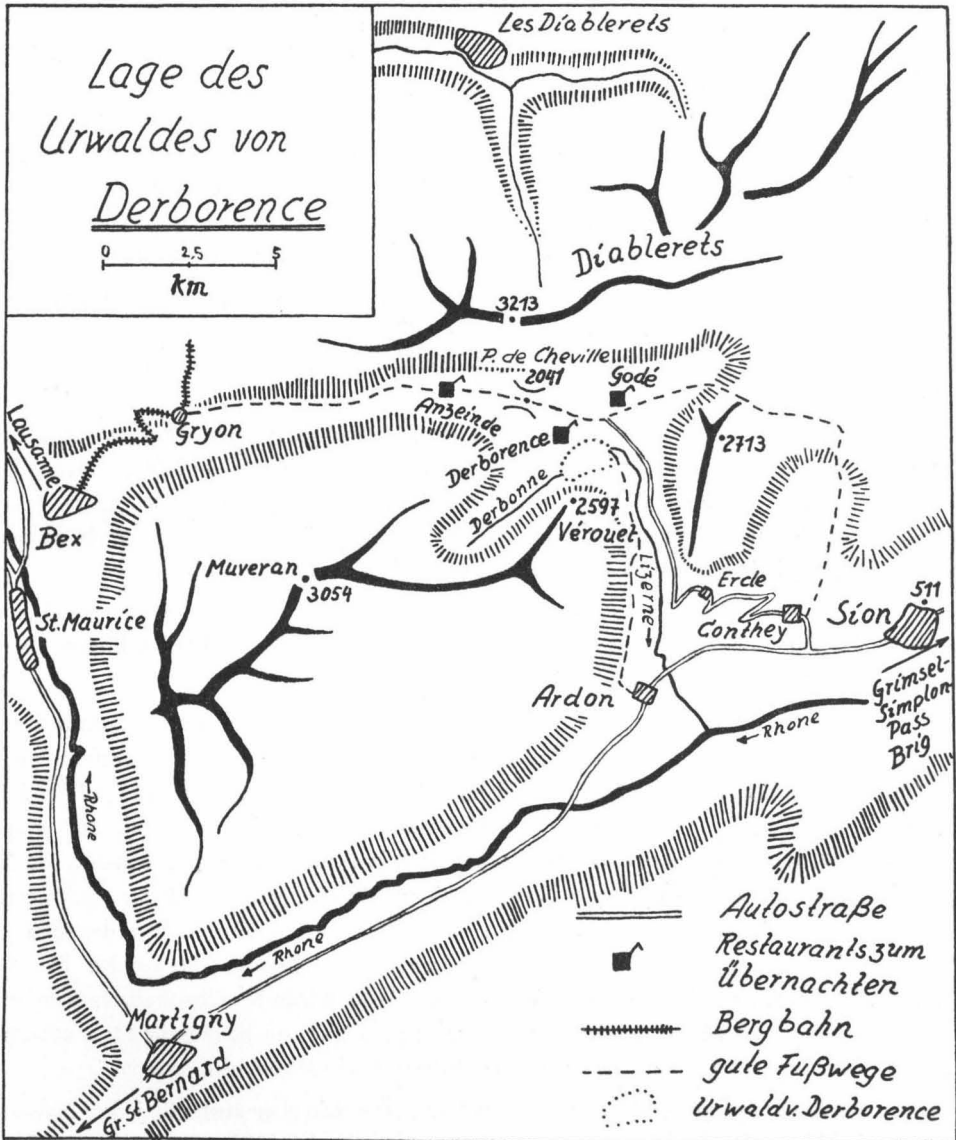 Lage des
Urwaldes von
Derborence
0 2,5 5
km
Les Diablerets
Diablerets
3213
P. de Cheville
2041
Godé
Anzeinde
Gryon
Lausanne
Derborence
2713
Derbonne
2597
Vérouet
Bex
Muveran
3054
Lizerne
Ercle
511
St. Maurice
Conthey
Sion
Ardon
Grimsel-
Simplon-
Pass
Brig
← Rhone
← Rhone
← Rhone
Martigny
Gr. St. Bernard
Autostraße
Restaurants zum
Übernachten
Bergbahn
gute Fußwege
Urwald v. Derborence